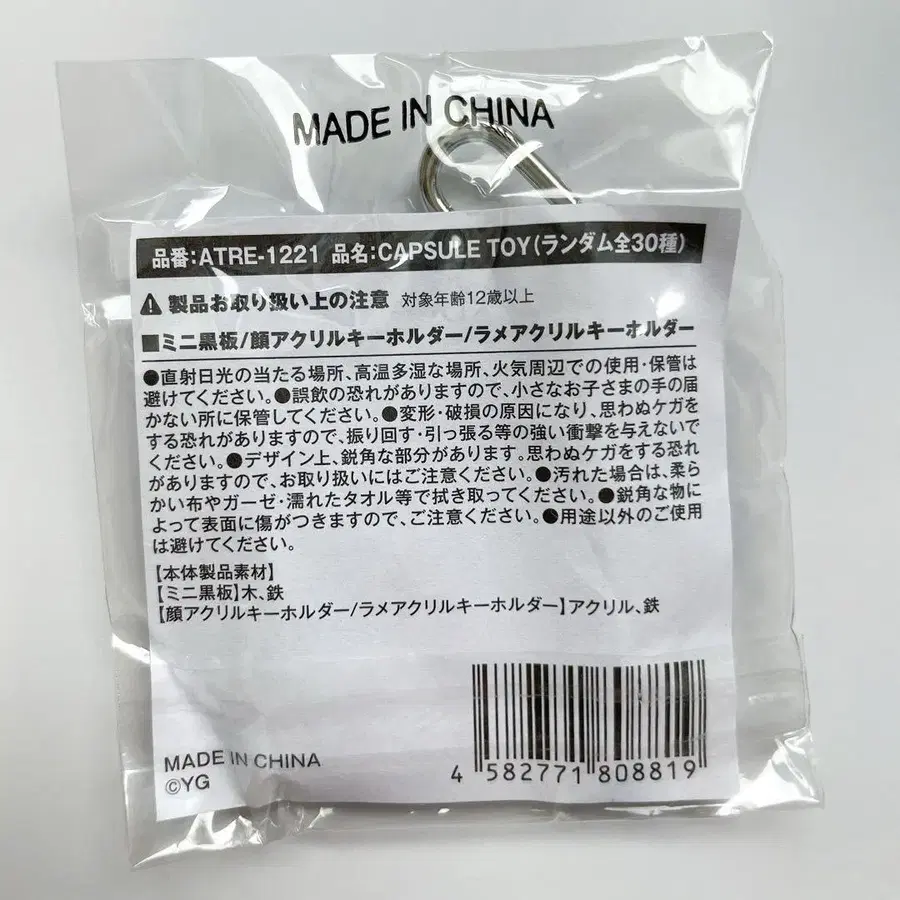 MADE IN CHINA
品番:ATRE-1221 品名:CAPSULE TOY(ランダム全30種)
⚠製品お取り扱い上の注意 対象年齢12歳以上
■ミニ黒板/顔アクリルキーホルダー/ラメアクリルキーホルダー
●直射日光の当たる場所、高温多湿な場所、火気周辺での使用・保管は
避けてください。●誤飲の恐れがありますので、小さなお子さまの手の届
かない所に保管してください。●変形・破損の原因になり、思わぬケガを
する恐れがありますので、振り回す・引っ張る等の強い衝撃を与えないで
ください。●デザイン上、鋭角な部分があります。思わぬケガをする恐れ
がありますので、お取り扱いにはご注意ください。●汚れた場合は、柔ら
かい布やガーゼ・濡れたタオル等で拭き取ってください。●鋭角な物に
よって表面に傷がつきますので、ご注意ください。●用途以外のご使用
は避けてください。
【本体製品素材】
【ミニ黒板】木、鉄
【顔アクリルキーホルダー/ラメアクリルキーホルダー】アクリル、鉄
MADE IN CHINA
©YG
4 582771 808819